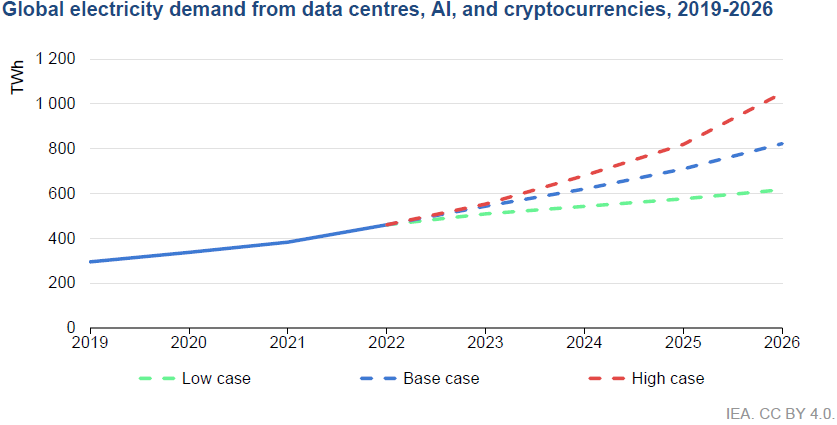 Global electricity demand from data centres, AI, and cryptocurrencies, 2019-2026
TWh
1 200
1 000
800
600
400
200
0
2019 2020 2021 2022 2023 2024 2025 2026
Low case Base case High case
IEA. CC BY 4.0.